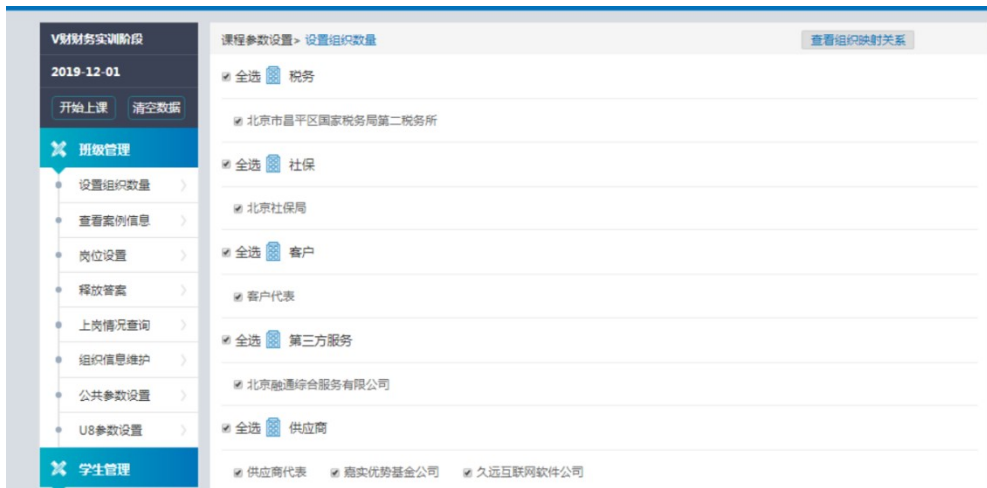 V财财务实训阶段
2019-12-01
开始上课 清空数据
班级管理
设置组织数量
查看案例信息
岗位设置
释放答案
上岗情况查询
组织信息维护
公共参数设置
U8参数设置
学生管理
课程参数设置> 设置组织数量 查看组织映射关系
全选 税务
北京市昌平区国家税务局第二税务所
全选 社保
北京社保局
全选 客户
客户代表
全选 第三方服务
北京融通综合服务有限公司
全选 供应商
供应商代表 嘉实优势基金公司 久远互联网软件公司